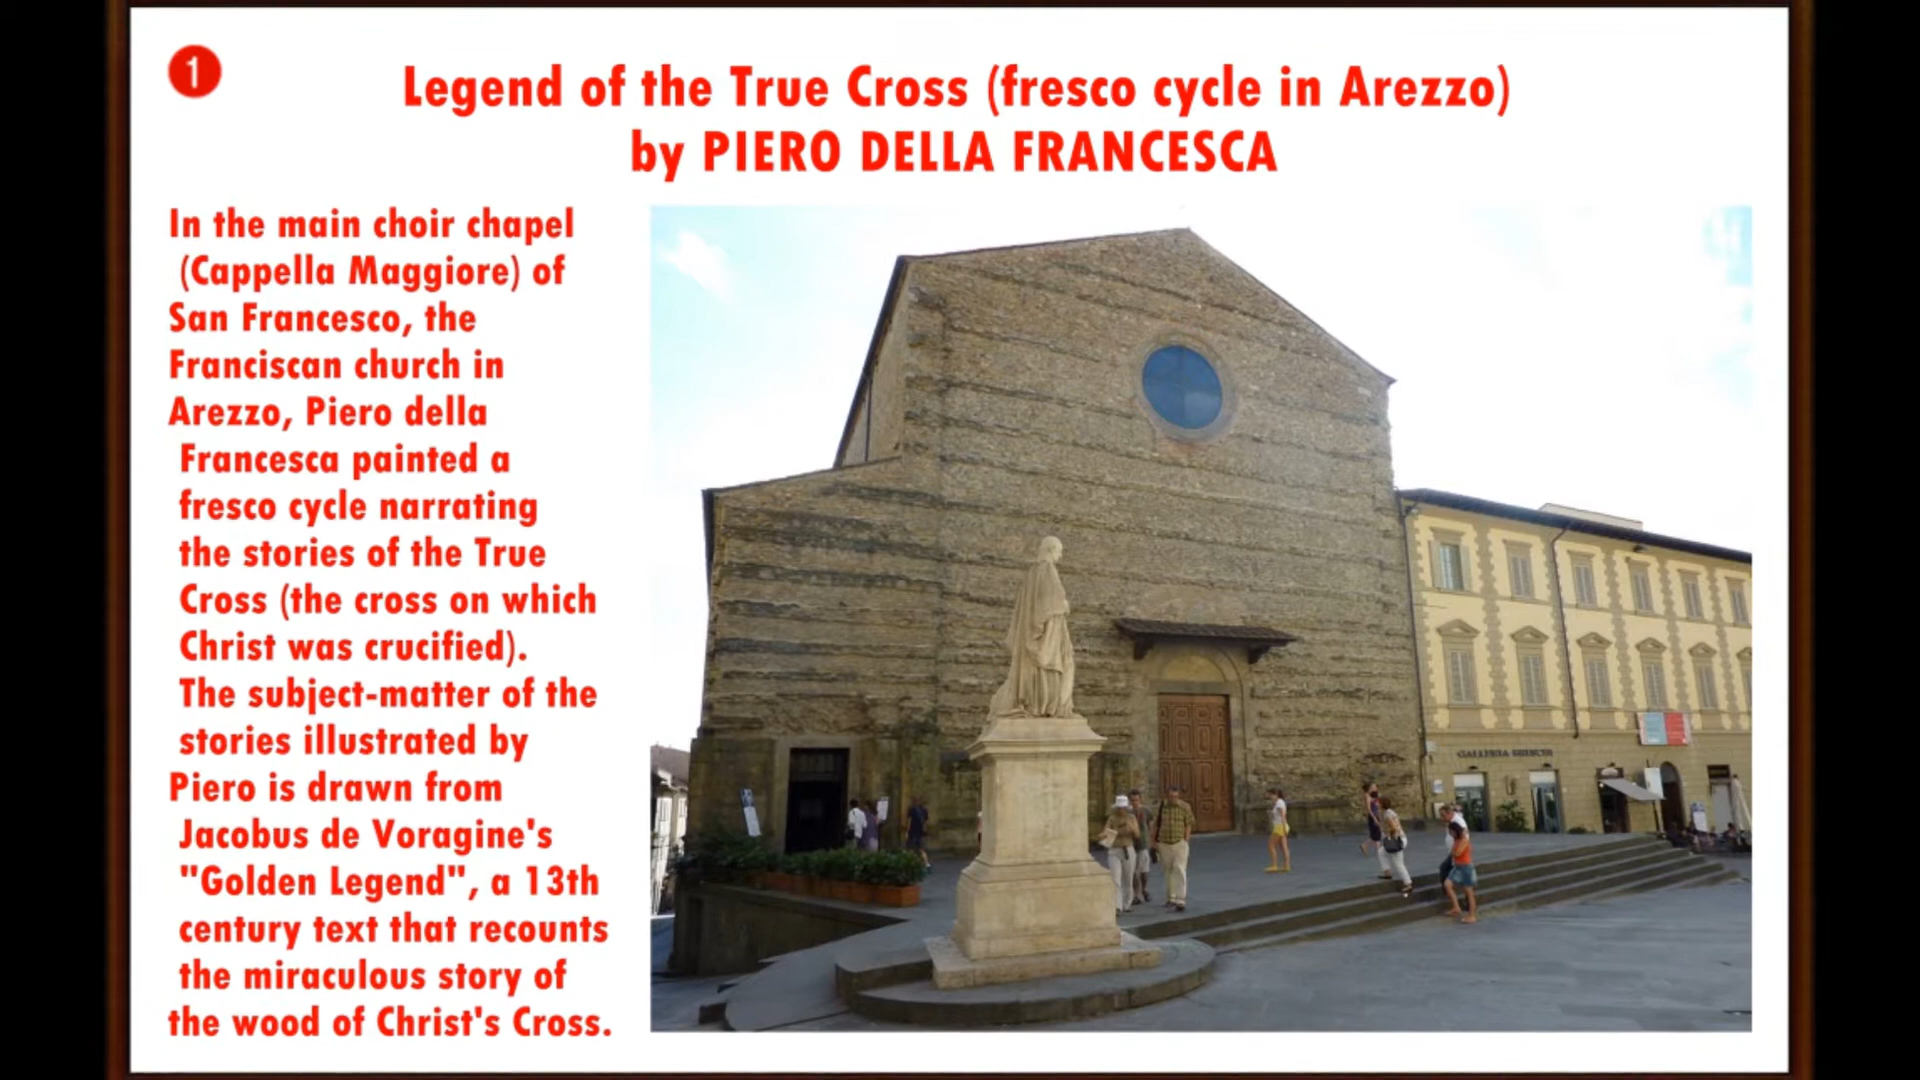 1
Legend of the True Cross (fresco cycle in Arezzo)
by PIERO DELLA FRANCESCA
In the main choir chapel
(Cappella Maggiore) of
San Francesco, the
Franciscan church in
Arezzo, Piero della
Francesca painted a
fresco cycle narrating
the stories of the True
Cross (the cross on which
Christ was crucified).
The subject-matter of the
stories illustrated by
Piero is drawn from
Jacobus de Voragine's
"Golden Legend", a 13th
century text that recounts
the miraculous story of
the wood of Christ's Cross.
GALLERIA